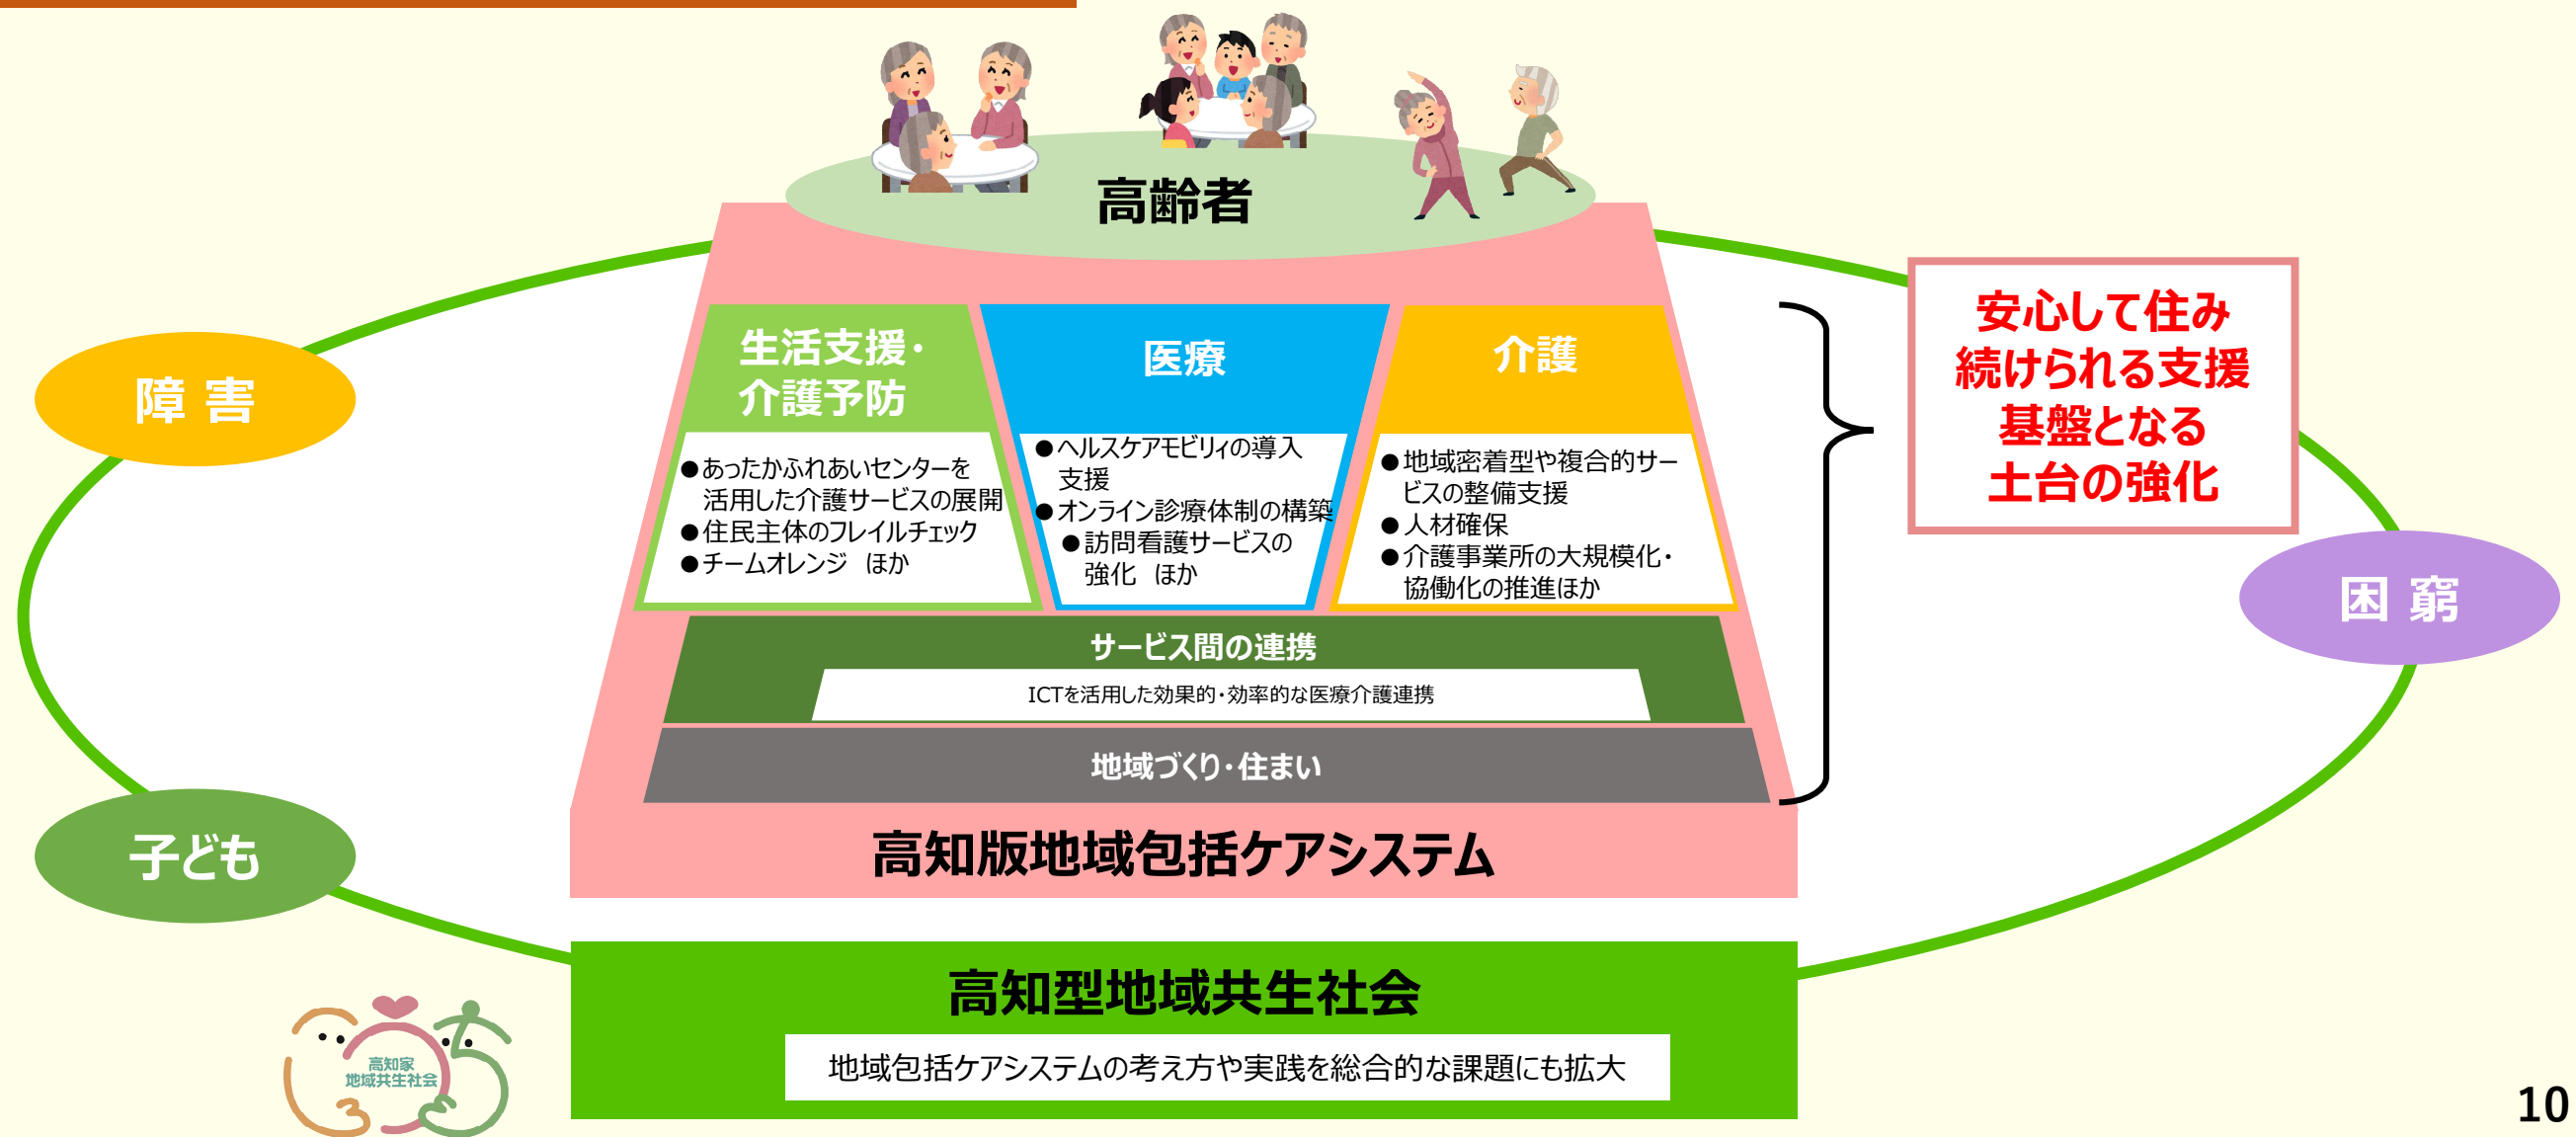 高齢者
障 害
子ども
困 窮
安心して住み
続けられる支援
基盤となる
土台の強化
生活支援・
介護予防
●あったかふれあいセンターを
活用した介護サービスの展開
●住民主体のフレイルチェック
●チームオレンジ ほか
医療
●ヘルスケアモビリィの導入
支援
●オンライン診療体制の構築
●訪問看護サービスの
強化 ほか
介護
●地域密着型や複合的サー
ビスの整備支援
●人材確保
●介護事業所の大規模化・
協働化の推進ほか
サービス間の連携
ICTを活用した効果的・効率的な医療介護連携
地域づくり・住まい
高知版地域包括ケアシステム
高知型地域共生社会
地域包括ケアシステムの考え方や実践を総合的な課題にも拡大
高知家
地域共生社会
10